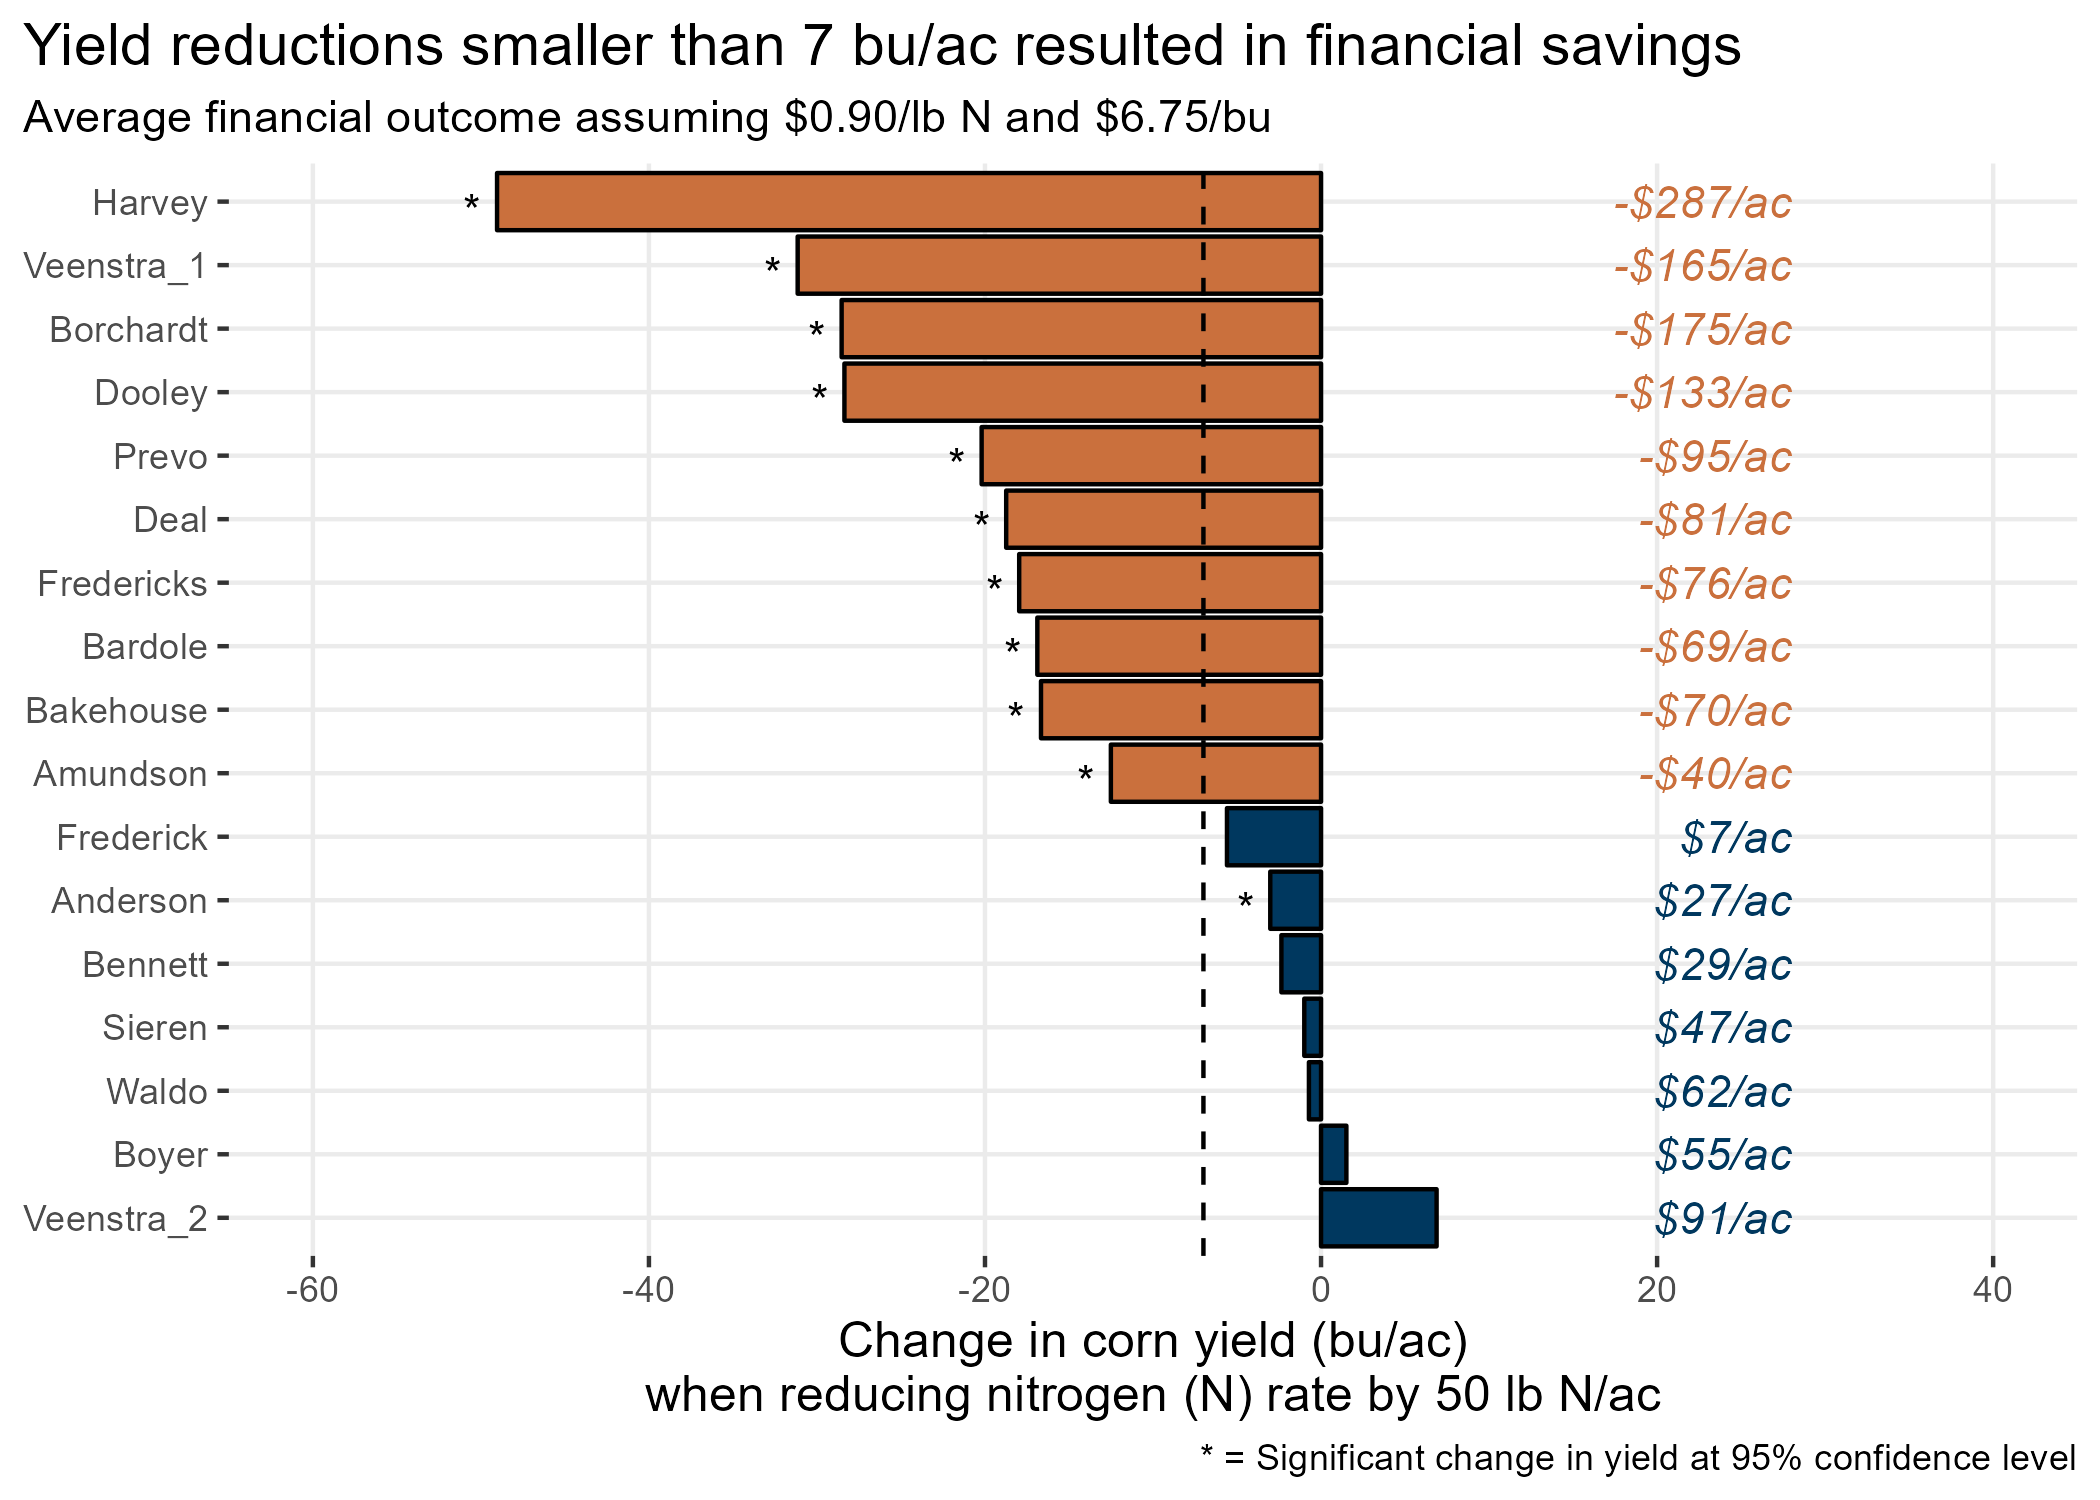 Yield reductions smaller than 7 bu/ac resulted in financial savings
Average financial outcome assuming $0.90/lb N and $6.75/bu
Harvey * -$287/ac
Veenstra_1 * -$165/ac
Borchardt * -$175/ac
Dooley * -$133/ac
Prevo * -$95/ac
Deal * -$81/ac
Fredericks * -$76/ac
Bardole * -$69/ac
Bakehouse * -$70/ac
Amundson * -$40/ac
Frederick $7/ac
Anderson * $27/ac
Bennett $29/ac
Sieren $47/ac
Waldo $62/ac
Boyer $55/ac
Veenstra_2 $91/ac
-60 -40 -20 0 20 40
Change in corn yield (bu/ac)
when reducing nitrogen (N) rate by 50 lb N/ac
* = Significant change in yield at 95% confidence level